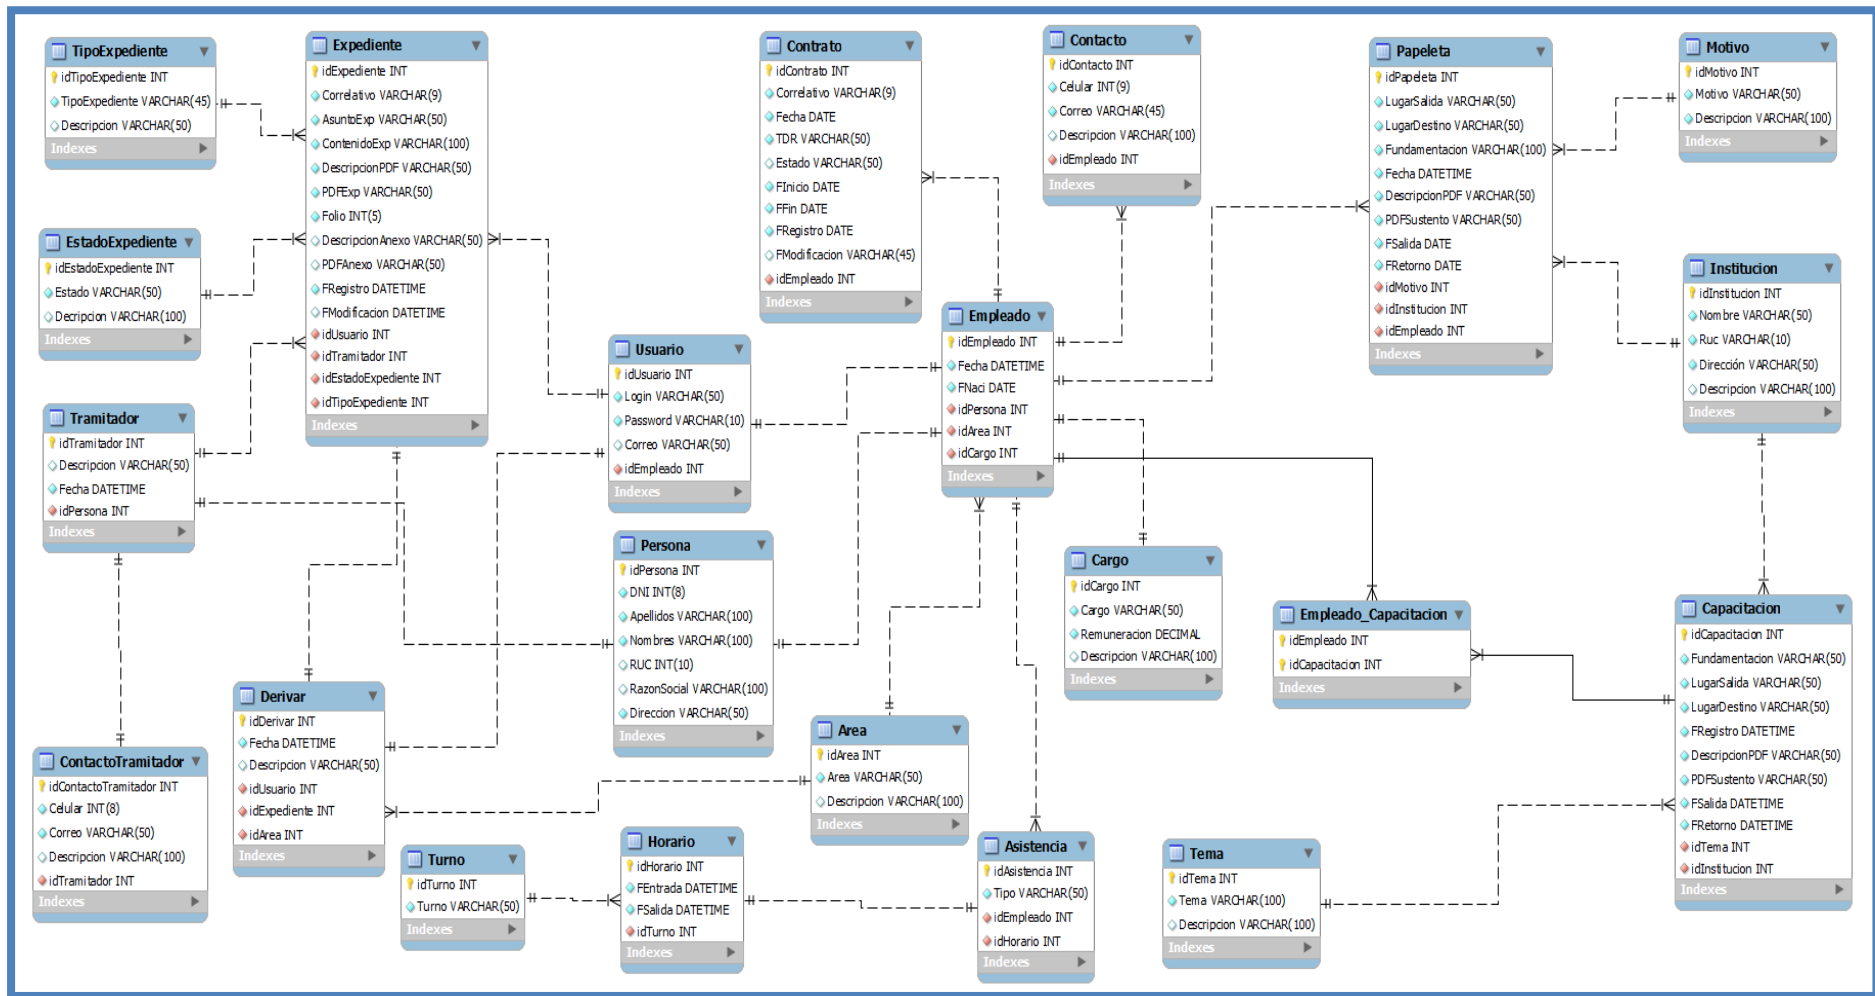 TipoExpediente
idTipoExpediente INT
TipoExpediente VARCHAR(45)
Descripcion VARCHAR(50)
Indexes
EstadoExpediente
idEstadoExpediente INT
Estado VARCHAR(50)
Decripcion VARCHAR(100)
Indexes
Tramitador
idTramitador INT
Descripcion VARCHAR(50)
Fecha DATETIME
idPersona INT
Indexes
ContactoTramitador
idContactoTramitador INT
Celular INT(8)
Correo VARCHAR(50)
Descripcion VARCHAR(100)
idTramitador INT
Indexes
Expediente
idExpediente INT
Correlativo VARCHAR(9)
AsuntoExp VARCHAR(50)
ContenidoExp VARCHAR(100)
DescripcionPDF VARCHAR(50)
PDFExp VARCHAR(50)
Folio INT(5)
DescripcionAnexo VARCHAR(50)
PDFAnexo VARCHAR(50)
FRegistro DATETIME
FModificacion DATETIME
idUsuario INT
idTramitador INT
idEstadoExpediente INT
idTipoExpediente INT
Indexes
Derivar
idDerivar INT
Fecha DATETIME
Descripcion VARCHAR(50)
idUsuario INT
idExpediente INT
idArea INT
Indexes
Turno
idTurno INT
Turno VARCHAR(50)
Indexes
Usuario
idUsuario INT
Login VARCHAR(50)
Password VARCHAR(10)
Correo VARCHAR(50)
idEmpleado INT
Indexes
Persona
idPersona INT
DNI INT(8)
Apellidos VARCHAR(100)
Nombres VARCHAR(100)
RUC INT(10)
RazonSocial VARCHAR(100)
Direccion VARCHAR(50)
Indexes
Horario
idHorario INT
FEntrada DATETIME
FSalida DATETIME
idTurno INT
Indexes
Contrato
idContrato INT
Correlativo VARCHAR(9)
Fecha DATE
TDR VARCHAR(50)
Estado VARCHAR(50)
FInicio DATE
FFin DATE
FRegistro DATE
FModificacion VARCHAR(45)
idEmpleado INT
Indexes
Area
idArea INT
Area VARCHAR(50)
Descripcion VARCHAR(100)
Indexes
Empleado
idEmpleado INT
Fecha DATETIME
FNaci DATE
idPersona INT
idArea INT
idCargo INT
Indexes
Asistencia
idAsistencia INT
Tipo VARCHAR(50)
idEmpleado INT
idHorario INT
Indexes
Contacto
idContacto INT
Celular INT(9)
Correo VARCHAR(45)
Descripcion VARCHAR(100)
idEmpleado INT
Indexes
Cargo
idCargo INT
Cargo VARCHAR(50)
Remuneracion DECIMAL
Descripcion VARCHAR(100)
Indexes
Tema
idTema INT
Tema VARCHAR(100)
Descripcion VARCHAR(100)
Indexes
Empleado_Capacitacion
idEmpleado INT
idCapacitacion INT
Indexes
Papeleta
idPapeleta INT
LugarSalida VARCHAR(50)
LugarDestino VARCHAR(50)
Fundamentacion VARCHAR(100)
Fecha DATETIME
DescripcionPDF VARCHAR(50)
PDFSustento VARCHAR(50)
FSalida DATE
FRetorno DATE
idMotivo INT
idInstitucion INT
idEmpleado INT
Indexes
Motivo
idMotivo INT
Motivo VARCHAR(50)
Descripcion VARCHAR(100)
Indexes
Institucion
idInstitucion INT
Nombre VARCHAR(50)
Ruc VARCHAR(10)
Dirección VARCHAR(50)
Descripcion VARCHAR(100)
Indexes
Capacitacion
idCapacitacion INT
Fundamentacion VARCHAR(50)
LugarSalida VARCHAR(50)
LugarDestino VARCHAR(50)
FRegistro DATETIME
DescripcionPDF VARCHAR(50)
PDFSustento VARCHAR(50)
FSalida DATETIME
FRetorno DATETIME
idTema INT
idInstitucion INT
Indexes